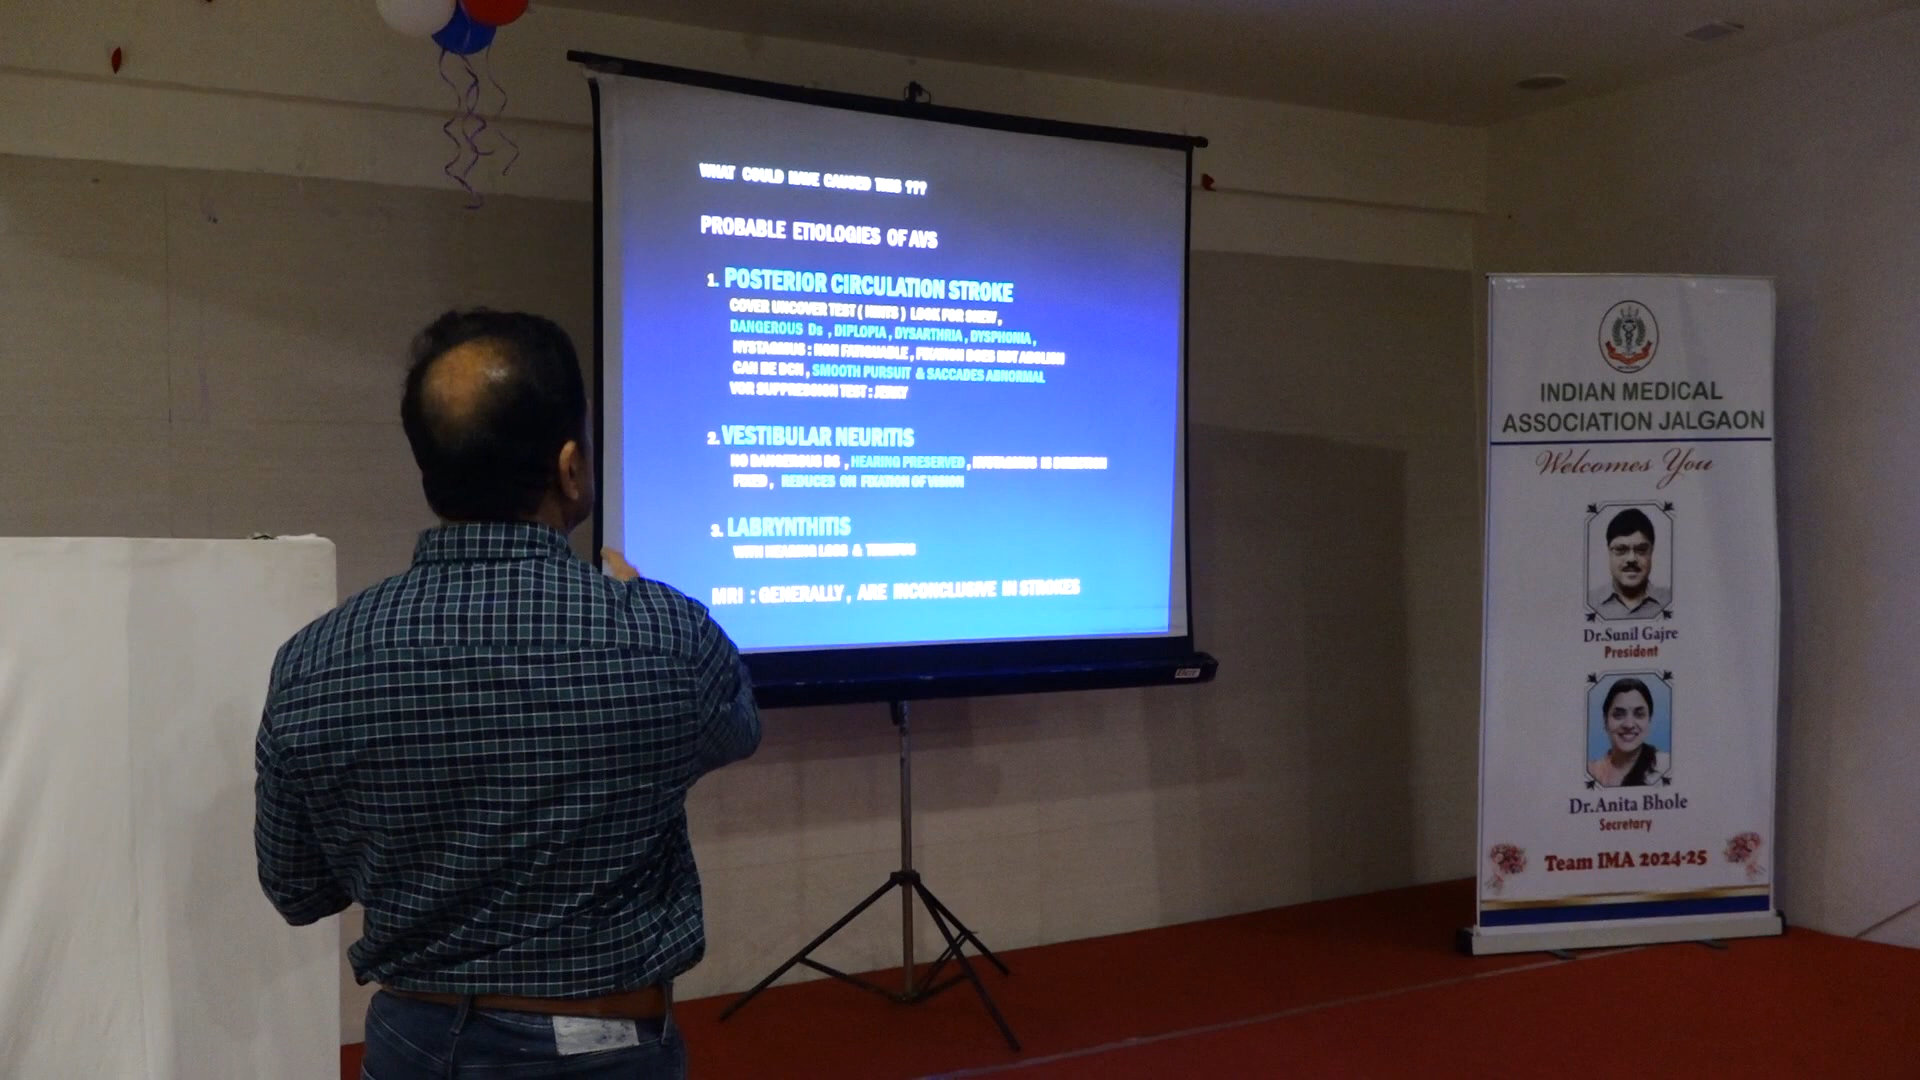 WHAT COULD HAVE CAUSED THIS ???
PROBABLE ETIOLOGIES OF AVS
1. POSTERIOR CIRCULATION STROKE
COVER UNCOVER TEST ( HINTS ) LOOK FOR SKEW ,
DANGEROUS Ds , DIPLOPIA , DYSARTHRIA , DYSPHONIA ,
NYSTAGMUS : NON FATIGUABLE , FIXATION DOES NOT ABOLISH
CAN BE DCN , SMOOTH PURSUIT & SACCADES ABNORMAL
VOR SUPPRESSION TEST : JERKY
2. VESTIBULAR NEURITIS
NO DANGEROUS DS , HEARING PRESERVED , NYSTAGMUS IS DIRECTION
FIXED , REDUCES ON FIXATION OF VISION
3. LABRYNTHITIS
WITH HEARING LOSS & TINNITUS
MRI : GENERALLY , ARE INCONCLUSIVE IN STROKES
INDIAN MEDICAL
ASSOCIATION JALGAON
Welcomes You
Dr.Sunil Gajre
President
Dr.Anita Bhole
Secretary
Team IMA 2024-25